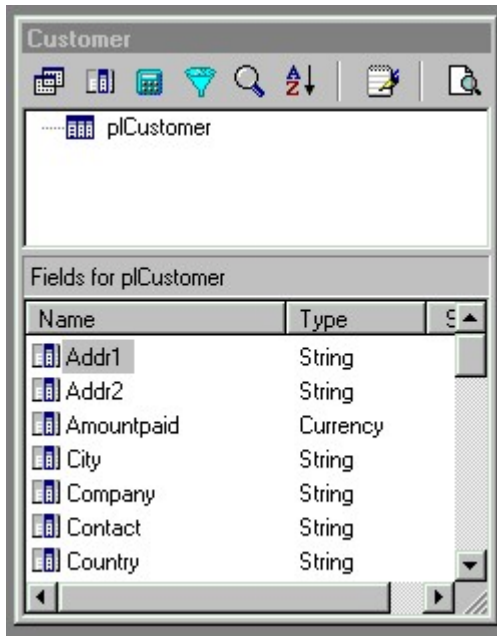 Customer
A Z
plCustomer
Fields for plCustomer
Name Type S
Addr1 String
Addr2 String
Amountpaid Currency
City String
Company String
Contact String
Country String